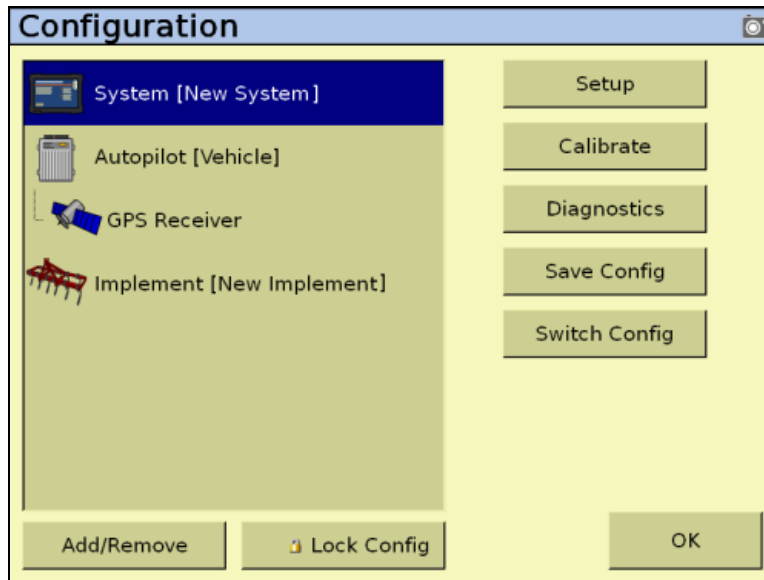 Configuration
System [New System]
Autopilot [Vehicle]
GPS Receiver
Implement [New Implement]
Setup
Calibrate
Diagnostics
Save Config
Switch Config
Add/Remove
Lock Config
OK